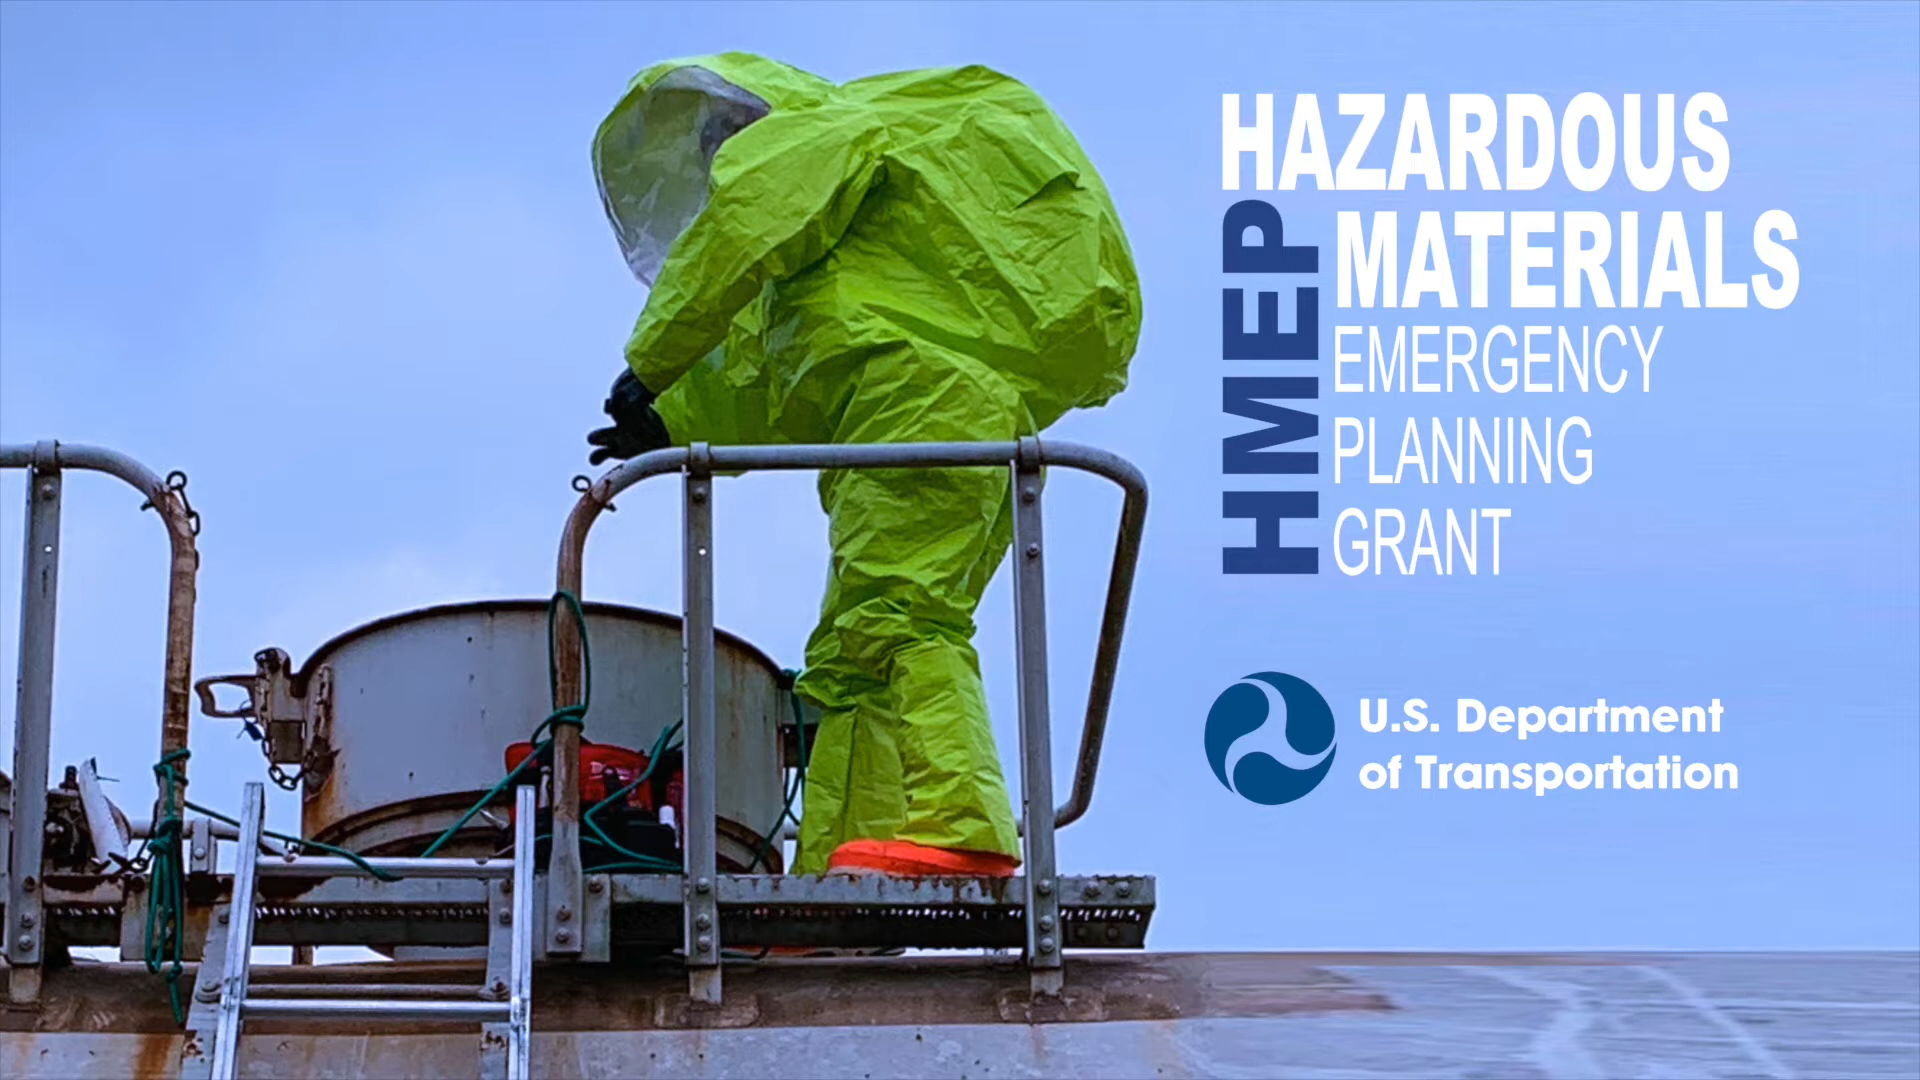 HAZARDOUS
MATERIALS
EMERGENCY
PLANNING
GRANT
HMEP
U.S. Department
of Transportation